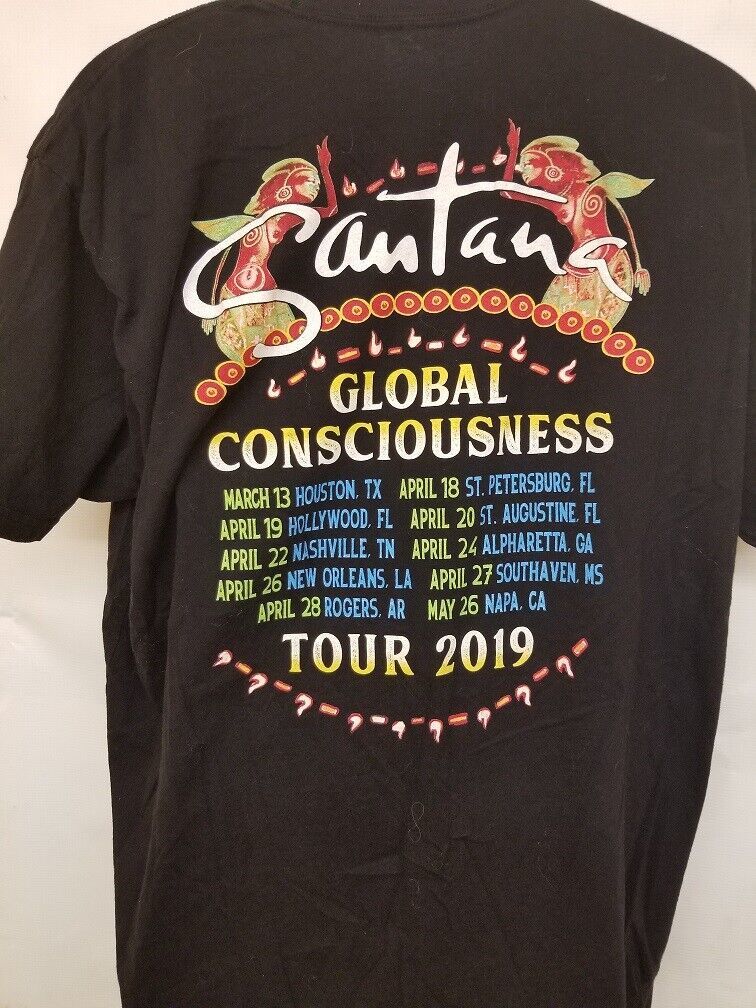 Santana
GLOBAL
CONSCIOUSNESS
MARCH 13 HOUSTON, TX APRIL 18 ST. PETERSBURG, FL
APRIL 19 HOLLYWOOD, FL APRIL 20 ST. AUGUSTINE, FL
APRIL 22 NASHVILLE, TN APRIL 24 ALPHARETTA, GA
APRIL 26 NEW ORLEANS, LA APRIL 27 SOUTHAVEN, MS
APRIL 28 ROGERS, AR MAY 26 NAPA, CA
TOUR 2019